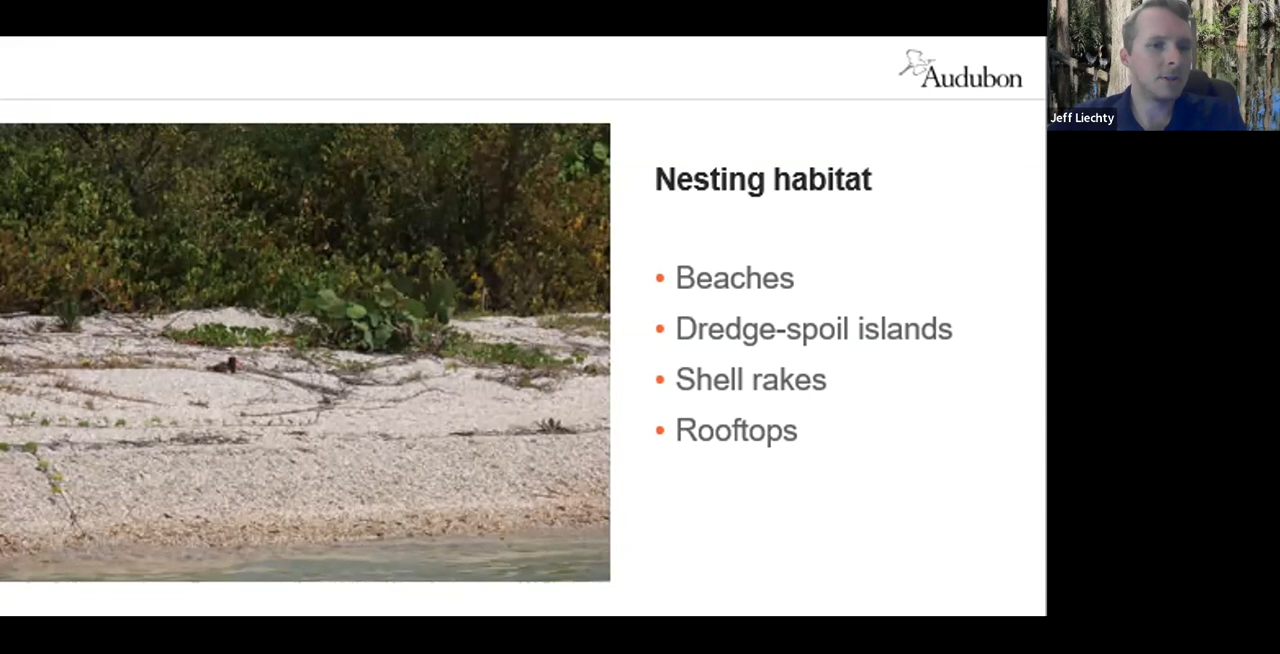 Audubon
Jeff Liechty
Nesting habitat
• Beaches
• Dredge-spoil islands
• Shell rakes
• Rooftops